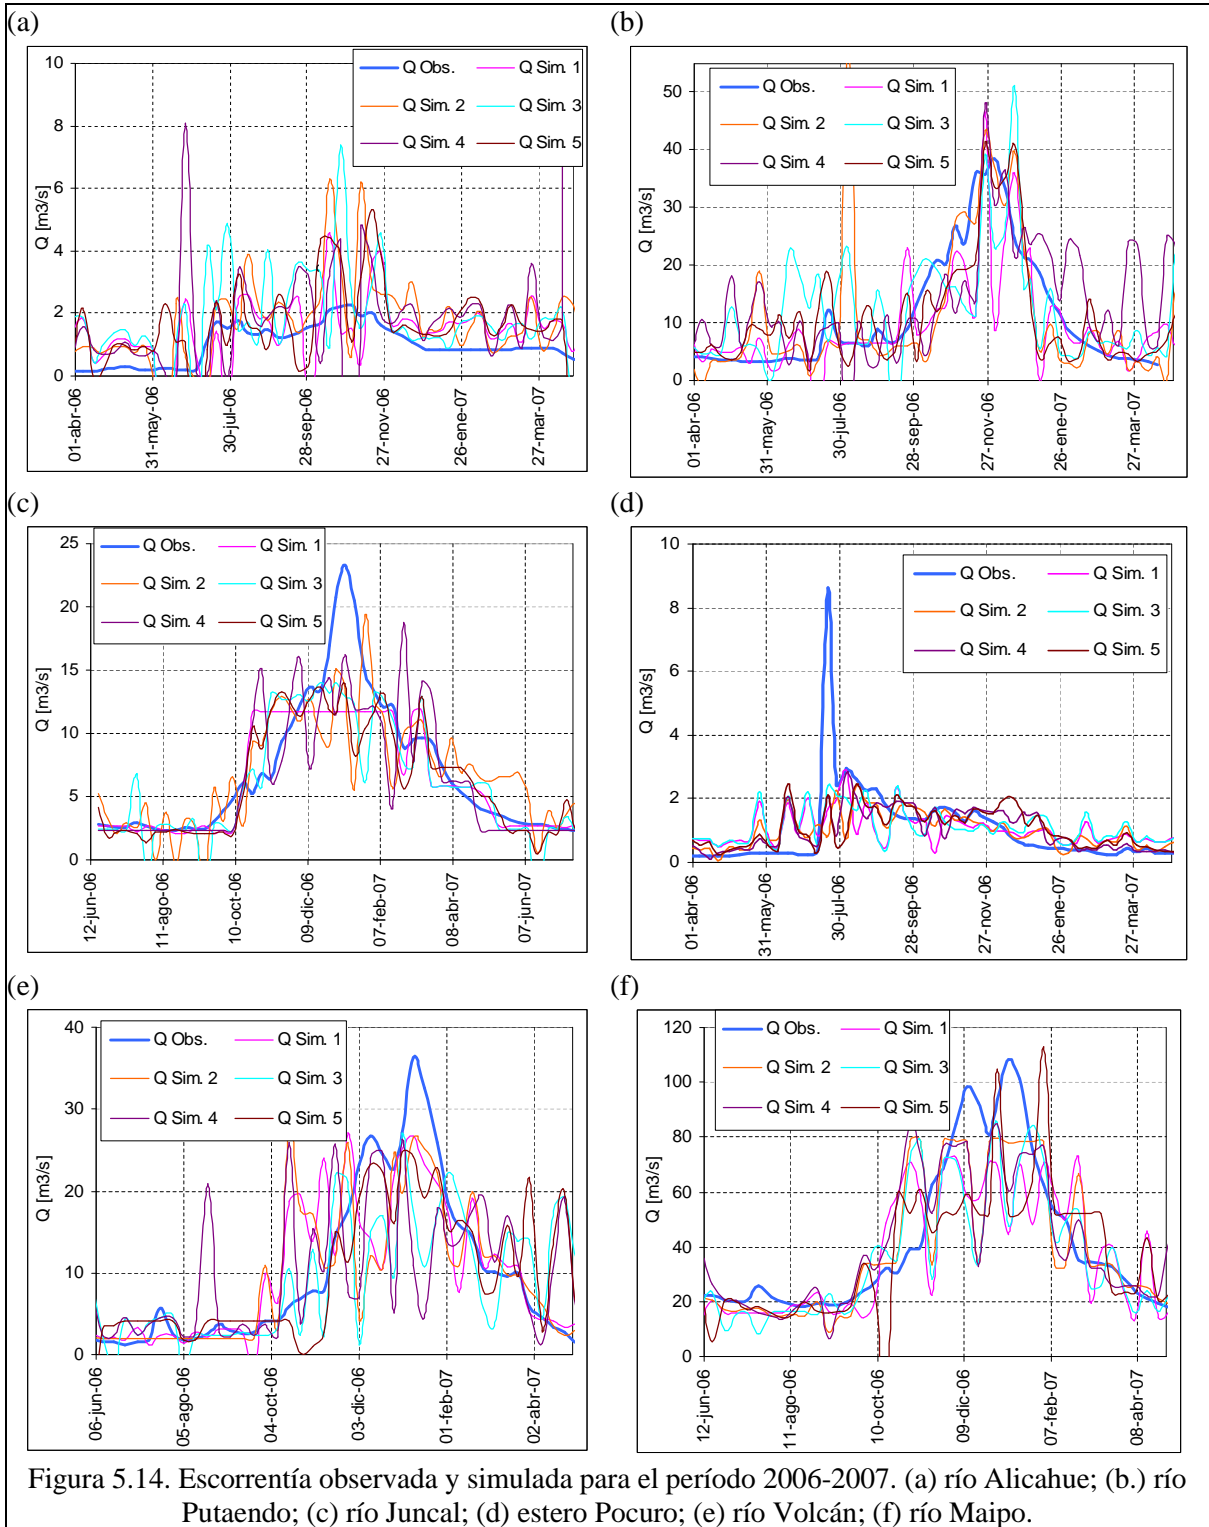 (a)
10
8
6
4
2
0
Q [m3/s]
Q Obs.
Q Sim. 1
Q Sim. 2
Q Sim. 3
Q Sim. 4
Q Sim. 5
01-abr-06
31-may-06
30-jul-06
28-sep-06
27-nov-06
26-ene-07
27-mar-07
(b)
50
40
30
20
10
0
Q [m3/s]
Q Obs.
Q Sim. 1
Q Sim. 2
Q Sim. 3
Q Sim. 4
Q Sim. 5
01-abr-06
31-may-06
30-jul-06
28-sep-06
27-nov-06
26-ene-07
27-mar-07
(c)
25
20
15
10
5
0
Q [m3/s]
Q Obs.
Q Sim. 1
Q Sim. 2
Q Sim. 3
Q Sim. 4
Q Sim. 5
12-jun-06
11-ago-06
10-oct-06
09-dic-06
07-feb-07
08-abr-07
07-jun-07
(d)
10
8
6
4
2
0
Q [m3/s]
Q Obs.
Q Sim. 1
Q Sim. 2
Q Sim. 3
Q Sim. 4
Q Sim. 5
01-abr-06
31-may-06
30-jul-06
28-sep-06
27-nov-06
26-ene-07
27-mar-07
(e)
40
30
20
10
0
Q [m3/s]
Q Obs.
Q Sim. 1
Q Sim. 2
Q Sim. 3
Q Sim. 4
Q Sim. 5
06-jun-06
05-ago-06
04-oct-06
03-dic-06
01-feb-07
02-abr-07
(f)
120
100
80
60
40
20
0
Q [m3/s]
Q Obs.
Q Sim. 1
Q Sim. 2
Q Sim. 3
Q Sim. 4
Q Sim. 5
12-jun-06
11-ago-06
10-oct-06
09-dic-06
07-feb-07
08-abr-07
Figura 5.14. Escorrentía observada y simulada para el período 2006-2007. (a) río Alicahue; (b.) río
Putaendo; (c) río Juncal; (d) estero Pocuro; (e) río Volcán; (f) río Maipo.